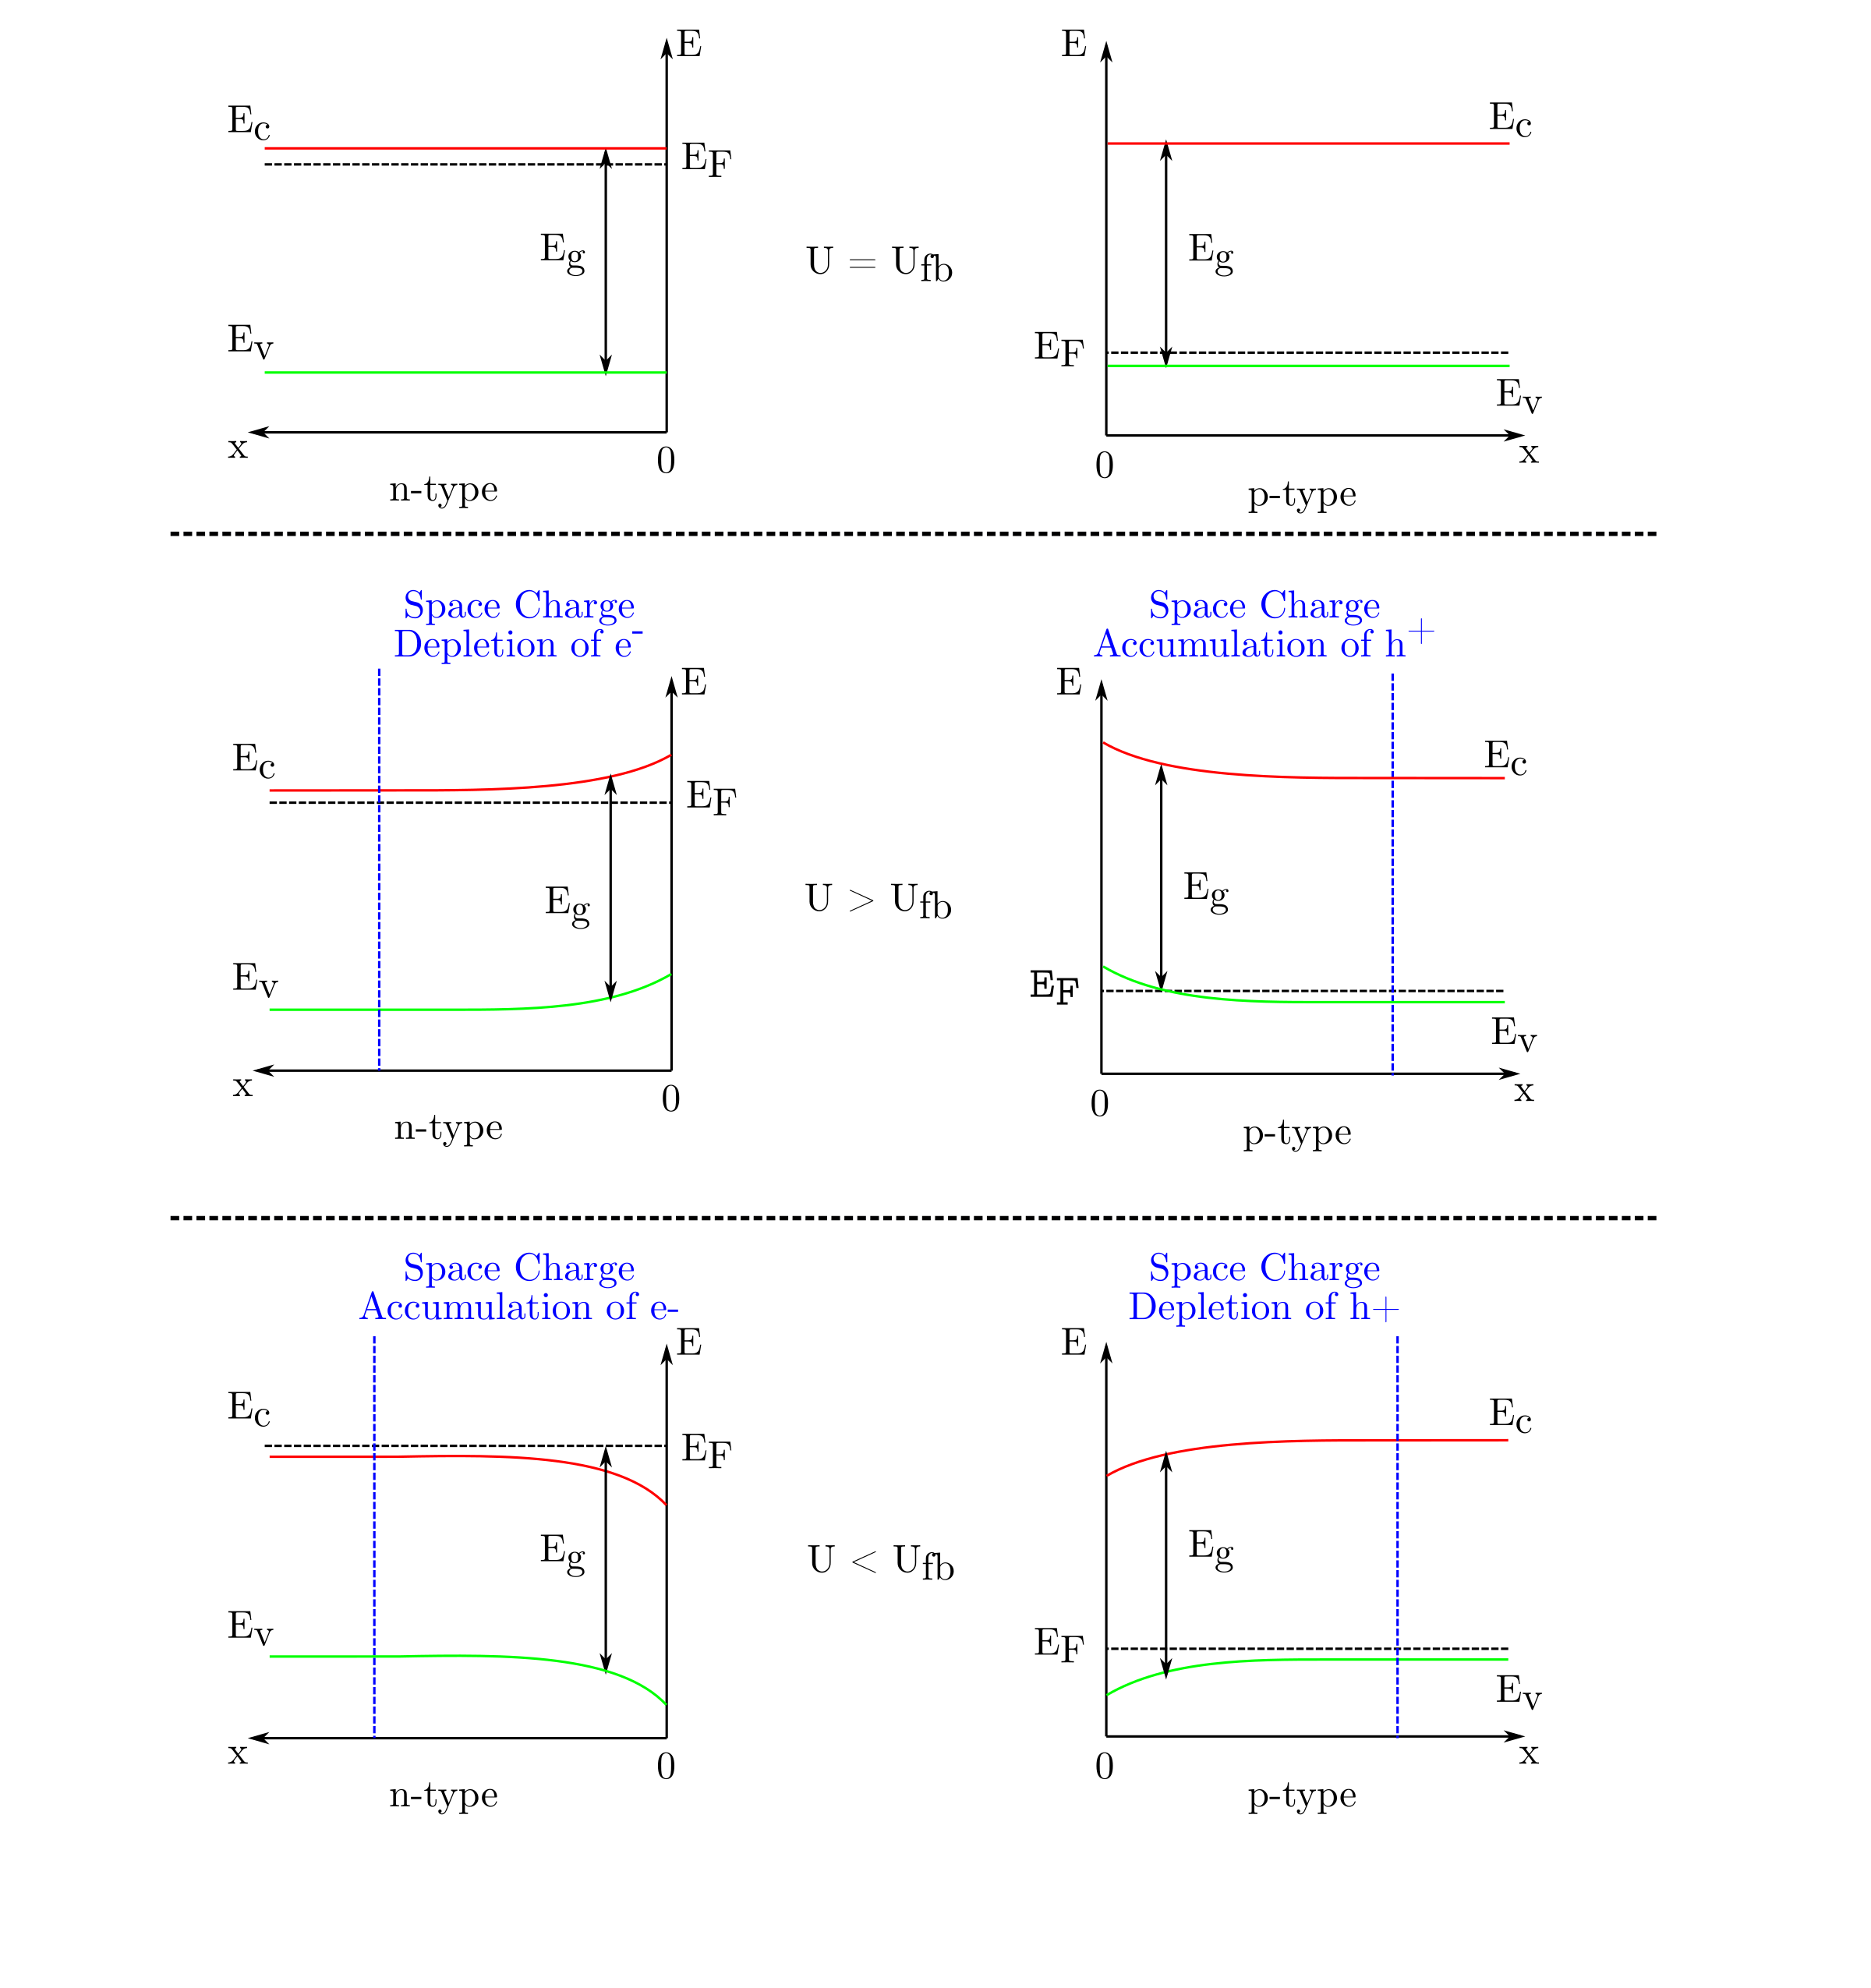 E
E
Ec
Ec
EF
Eg
U = Ufb
Eg
Ev
EF
Ev
x
0
0
x
n-type
p-type
Space Charge
Depletion of e-
Space Charge
Accumulation of h+
E
E
Ec
Ec
EF
Eg
U > Ufb
Eg
Ev
EF
Ev
x
0
0
x
n-type
p-type
Space Charge
Accumulation of e-
Space Charge
Depletion of h+
E
E
Ec
Ec
EF
Eg
U < Ufb
Eg
Ev
EF
Ev
x
0
0
x
n-type
p-type